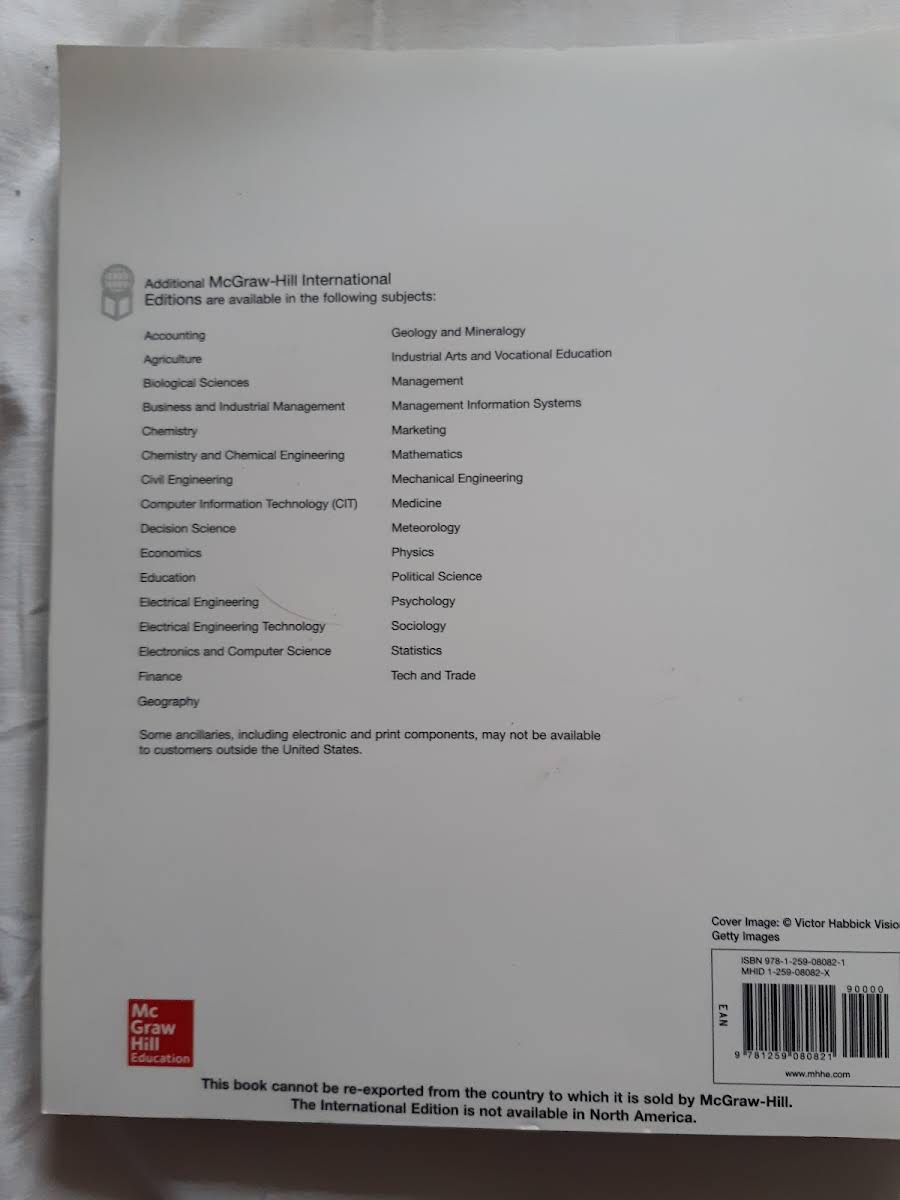 Additional McGraw-Hill International
Editions are available in the following subjects:
Accounting
Agriculture
Biological Sciences
Business and Industrial Management
Chemistry
Chemistry and Chemical Engineering
Civil Engineering
Computer Information Technology (CIT)
Decision Science
Economics
Education
Electrical Engineering
Electrical Engineering Technology
Electronics and Computer Science
Finance
Geography
Geology and Mineralogy
Industrial Arts and Vocational Education
Management
Management Information Systems
Marketing
Mathematics
Mechanical Engineering
Medicine
Meteorology
Physics
Political Science
Psychology
Sociology
Statistics
Tech and Trade
Some ancillaries, including electronic and print components, may not be available
to customers outside the United States.
Cover Image: © Victor Habbick Visio
Getty Images
ISBN 978-1-259-08082-1
MHID 1-259-08082-X
90000
EAN
9 781259 080821
www.mhhe.com
Mc
Graw
Hill
Education
This book cannot be re-exported from the country to which it is sold by McGraw-Hill.
The International Edition is not available in North America.